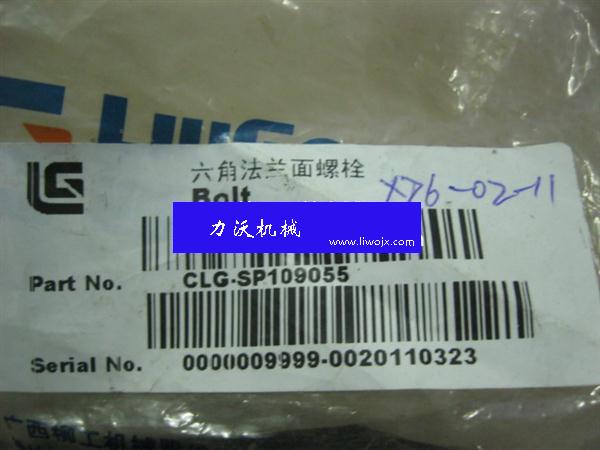 六角法兰面螺栓
Bolt
X76-02-11
力沃机械
www.liwojx.com
Part No. CLG-SP109055
Serial No. 0000009999-0020110323